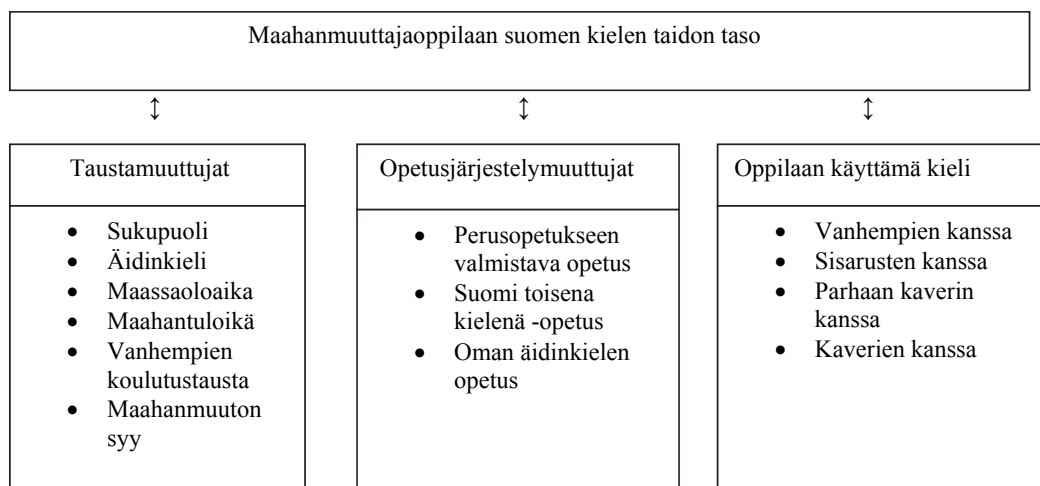 Maahanmuuttajaoppilaan suomen kielen taidon taso
↕ ↕ ↕
Taustamuuttujat
• Sukupuoli
• Äidinkieli
• Maassaoloaika
• Maahantuloikä
• Vanhempien
koulutustausta
• Maahanmuuton
syy
Opetusjärjestelymuuttujat
• Perusopetukseen
valmistava opetus
• Suomi toisena
kielenä -opetus
• Oman äidinkielen
opetus
Oppilaan käyttämä kieli
• Vanhempien kanssa
• Sisarusten kanssa
• Parhaan kaverin
kanssa
• Kaverien kanssa